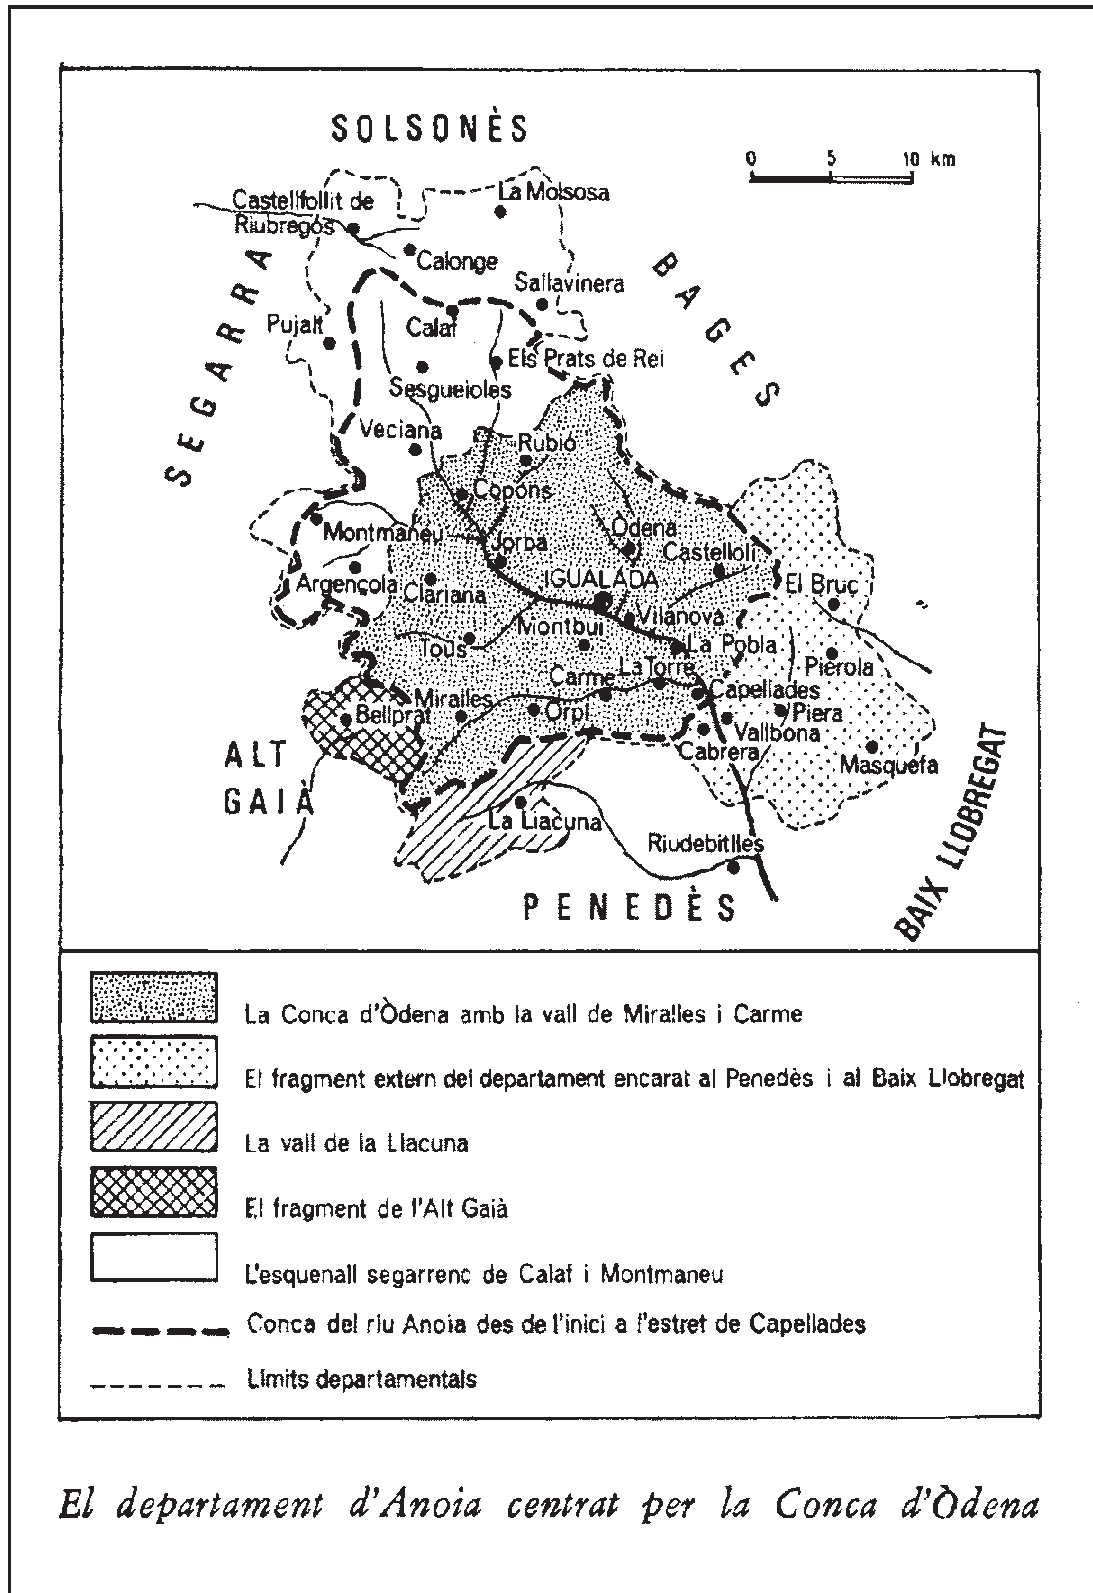 SOLSONÈS
0 5 10 km
La Molsosa
Castellfollit de
Riubregós
Calonge
SEGARRA
BAGES
Sallavinera
Pujalt
Calaf
Els Prats de Rei
Sesgueioles
Veciana
Rubió
Copons
Montmaneu
Òdena
Jorba
Castellolí
Argençola
Clariana
IGUALADA
El Bruc
Vilanova
Montbui
Tous
La Pobla
Pierola
La Torre
Carme
Capellades
Miralles
Bellprat
Orpí
Piera
Vallbona
Cabrera
Masquefa
ALT
GAIÀ
La Llacuna
Riudebitlles
BAIX LLOBREGAT
PENEDÈS
La Conca d'Òdena amb la vall de Miralles i Carme
El fragment extern del departament encarat al Penedès i al Baix Llobregat
La vall de la Llacuna
El fragment de l'Alt Gaià
L'esquenall segarrenc de Calaf i Montmaneu
Conca del riu Anoia des de l'inici a l'estret de Capellades
Límits departamentals
El departament d'Anoia centrat per la Conca d'Òdena